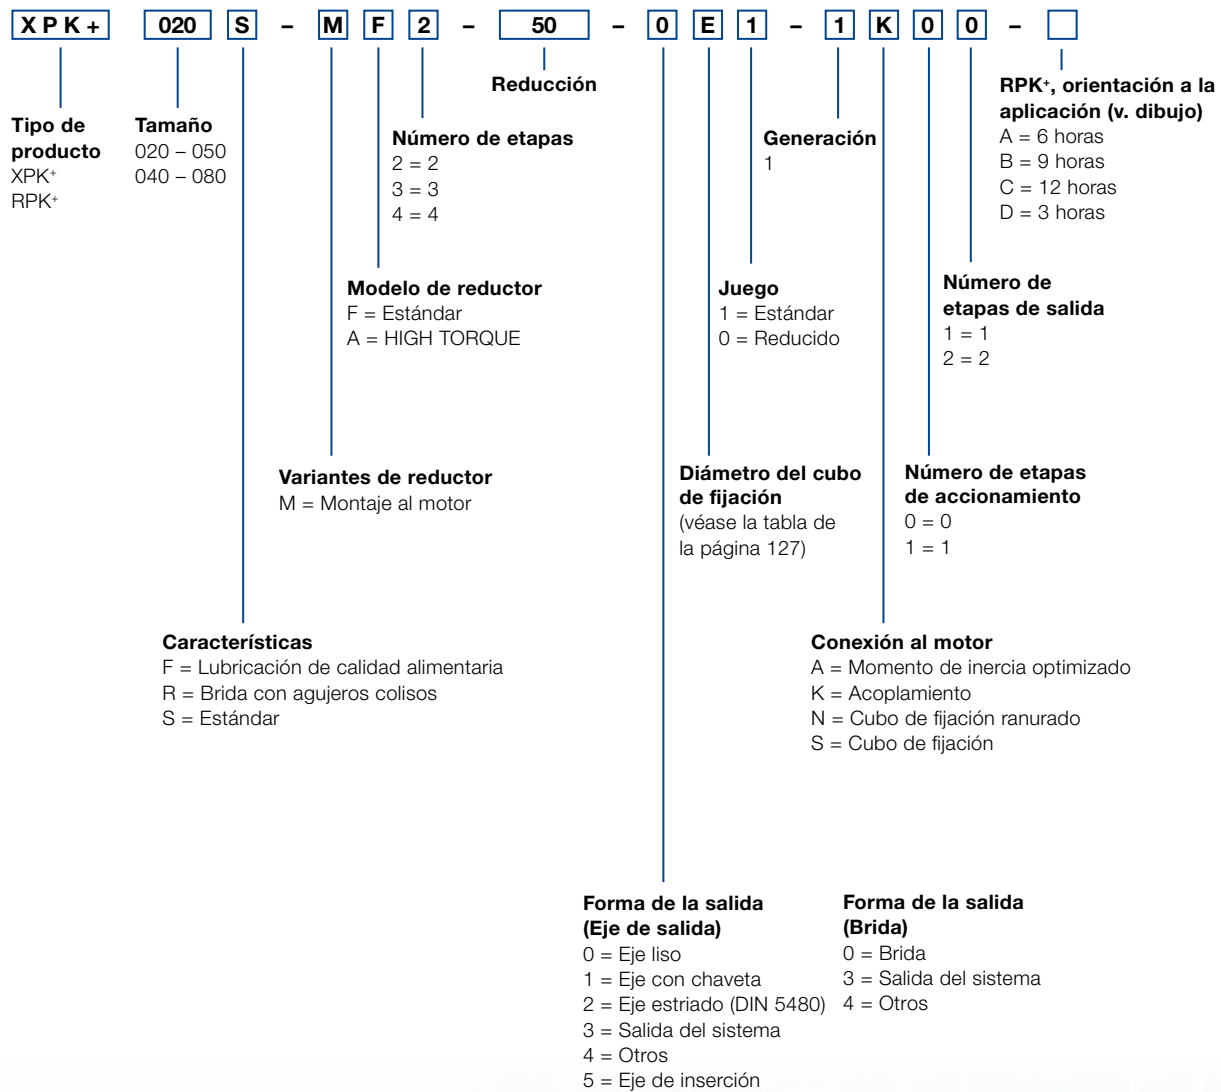 XPK+ 020 S – M F 2 – 50 – 0 E 1 – 1 K 0 0 –
Tipo de
producto
XPK+
RPK+
Tamaño
020 – 050
040 – 080
Número de etapas
2 = 2
3 = 3
4 = 4
Reducción
Generación
1
RPK+, orientación a la
aplicación (v. dibujo)
A = 6 horas
B = 9 horas
C = 12 horas
D = 3 horas
Modelo de reductor
F = Estándar
A = HIGH TORQUE
Juego
1 = Estándar
0 = Reducido
Número de
etapas de salida
1 = 1
2 = 2
Variantes de reductor
M = Montaje al motor
Diámetro del cubo
de fijación
(véase la tabla de
la página 127)
Número de etapas
de accionamiento
0 = 0
1 = 1
Características
F = Lubricación de calidad alimentaria
R = Brida con agujeros colisos
S = Estándar
Conexión al motor
A = Momento de inercia optimizado
K = Acoplamiento
N = Cubo de fijación ranurado
S = Cubo de fijación
Forma de la salida
(Eje de salida)
0 = Eje liso
1 = Eje con chaveta
2 = Eje estriado (DIN 5480)
3 = Salida del sistema
4 = Otros
5 = Eje de inserción
Forma de la salida
(Brida)
0 = Brida
3 = Salida del sistema
4 = Otros